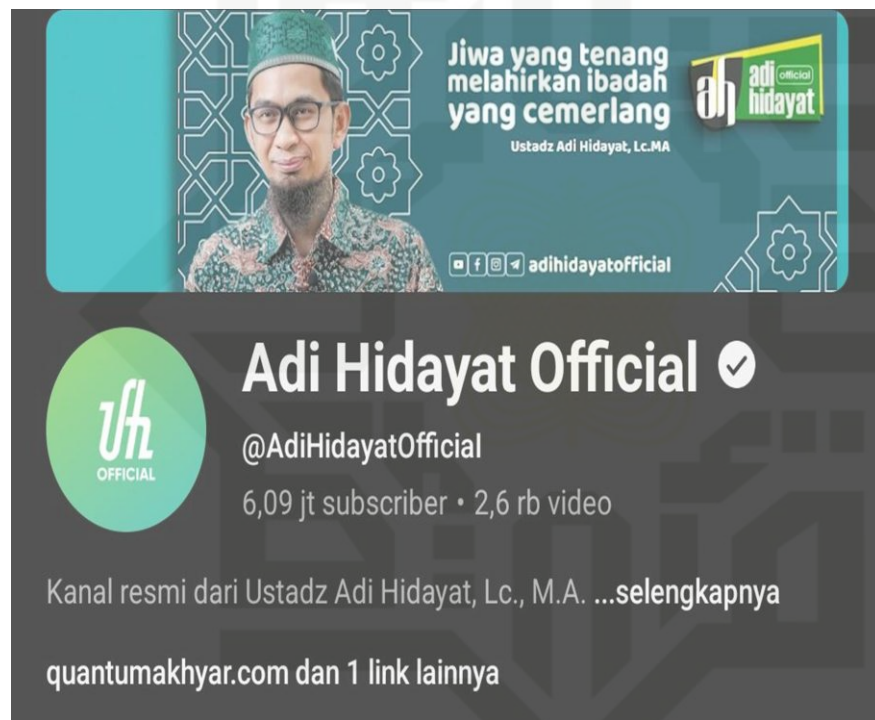 Jiwa yang tenang
melahirkan ibadah
yang cemerlang
Ustadz Adi Hidayat, Lc.MA
adihidayatofficial
ah
adi official
hidayat
OFFICIAL
Adi Hidayat Official
@AdiHidayatOfficial
6,09 jt subscriber • 2,6 rb video
Kanal resmi dari Ustadz Adi Hidayat, Lc., M.A. ...selengkapnya
quantumakhyar.com dan 1 link lainnya